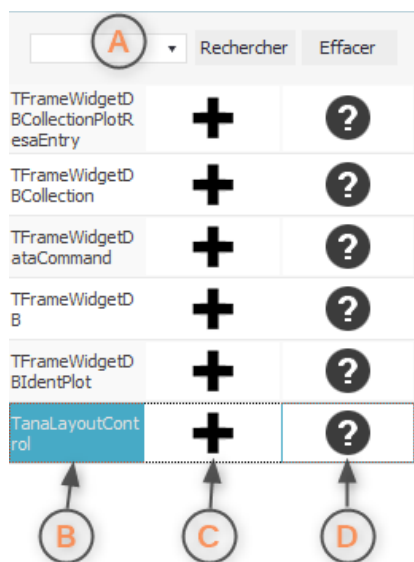 A
Rechercher
Effacer
TFrameWidgetD
BCollectionPlotR
esaEntry
?
TFrameWidgetD
BCollection
?
TFrameWidgetD
ataCommand
?
TFrameWidgetD
B
?
TFrameWidgetD
BIdentPlot
?
TanaLayoutCont
rol
?
B
C
D